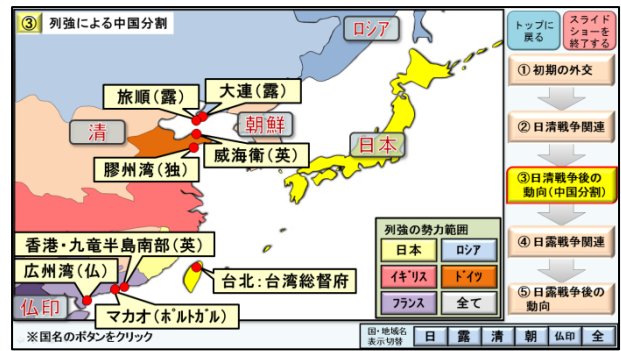 ③ 列強による中国分割
ロシア
トップに
戻る
スライド
ショーを
終了する
旅順(露)
大連(露)
清
朝鮮
日本
威海衛(英)
膠州湾(独)
①初期の外交
②日清戦争関連
③日清戦争後の
動向(中国分割)
④日露戦争関連
⑤日露戦争後の
動向
列強の勢力範囲
日本
ロシア
イギリス
ドイツ
フランス
全て
香港・九竜半島南部(英)
広州湾(仏)
台北:台湾総督府
仏印
マカオ(ポルトガル)
※国名のボタンをクリック
国・地域名
表示切替
日
露
清
朝
仏印
全